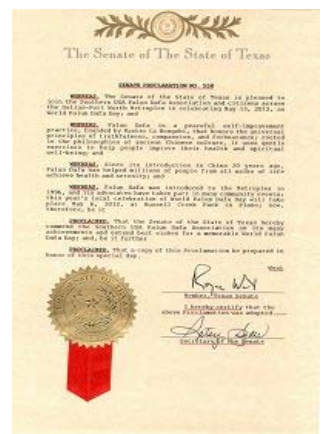 The Senate of The State of Texas
SENATE PROCLAMATION NO. 318
WHEREAS, The Senate of the State of Texas is pleased to
join the Southern USA Falun Dafa Association and citizens across
the Dallas-Fort Worth Metroplex in celebrating May 13, 2012, as
World Falun Dafa Day; and
WHEREAS, Falun Dafa is a peaceful self-improvement
practice, founded by Master Li Hongzhi, that honors the universal
principles of truthfulness, compassion, and forbearance; rooted
in the philosophies of ancient Chinese culture, it uses gentle
exercises to help people improve their health and spiritual
well-being; and
WHEREAS, Since its introduction in China 20 years ago,
Falun Dafa has helped millions of people from all walks of life
achieve health and serenity; and
WHEREAS, Falun Dafa was introduced to the Metroplex in
1996, and its advocates have taken part in many community events;
this year's local celebration of World Falun Dafa Day will take
place May 6, 2012, at Russell Creek Park in Plano; now,
therefore, be it
PROCLAIMED, That the Senate of the State of Texas hereby
commend the Southern USA Falun Dafa Association on its many
achievements and extend best wishes for a memorable World Falun
Dafa Day; and, be it further
PROCLAIMED, That a copy of this Proclamation be prepared in
honor of this special day.
Member, Texas Senate
I hereby certify that the
above Proclamation was adopted
Secretary of the Senate